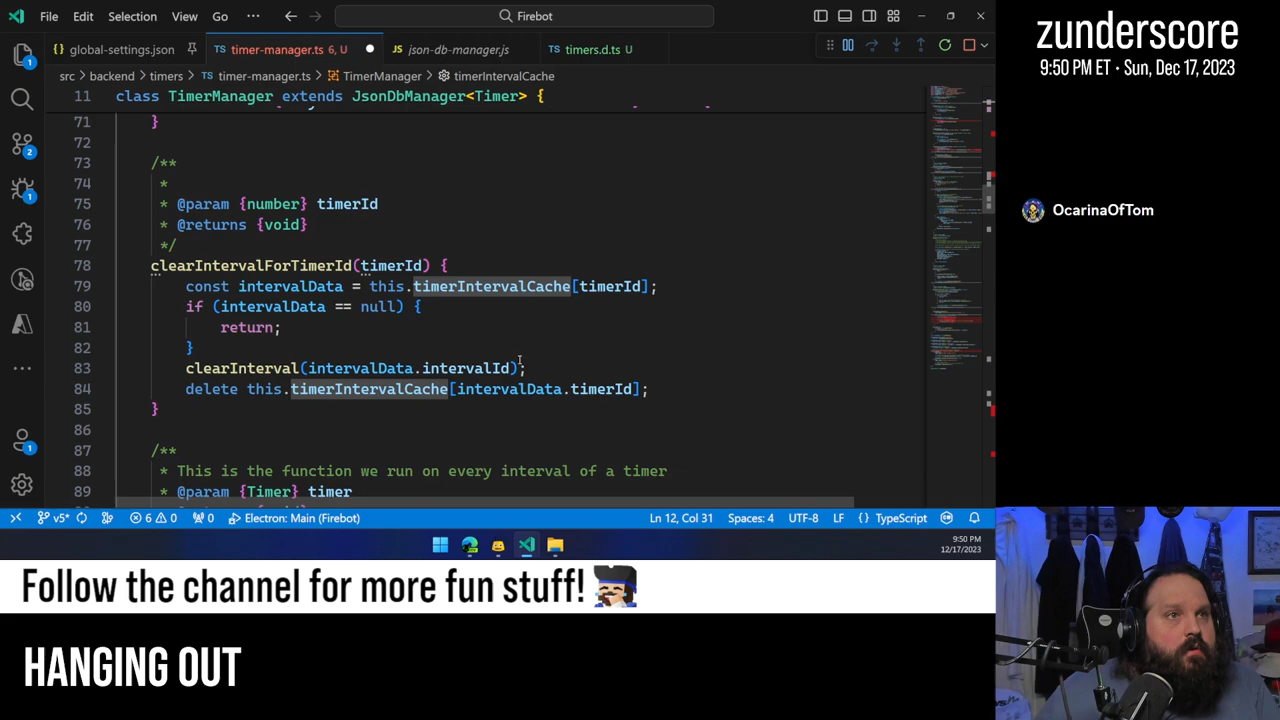 File Edit Selection View Go ··· Firebot
global-settings.json
timer-manager.ts 6, U
json-db-manager.js
timers.d.ts U
src > backend > timers > timer-manager.ts > TimerManager > timerIntervalCache
11 class TimerManager extends JsonDbManager<Timer> {
71 }
72
73 /**
74 *
75 * @param {number} timerId
76 * @returns {void}
77 */
78 clearIntervalForTimerId(timerId) {
79 const intervalData = this.timerIntervalCache[timerId];
80 if (intervalData == null) {
81 return;
82 }
83 clearInterval(intervalData.intervalId);
84 delete this.timerIntervalCache[intervalData.timerId];
85 }
86
87 /**
88 * This is the function we run on every interval of a timer
89 * @param {Timer} timer
v5* 6 0 0 Electron: Main (Firebot) Ln 12, Col 31 Spaces: 4 UTF-8 LF { } TypeScript
9:50 PM
12/17/2023
zunderscore
9:50 PM ET · Sun, Dec 17, 2023
OcarinaOfTom
Follow the channel for more fun stuff!
HANGING OUT